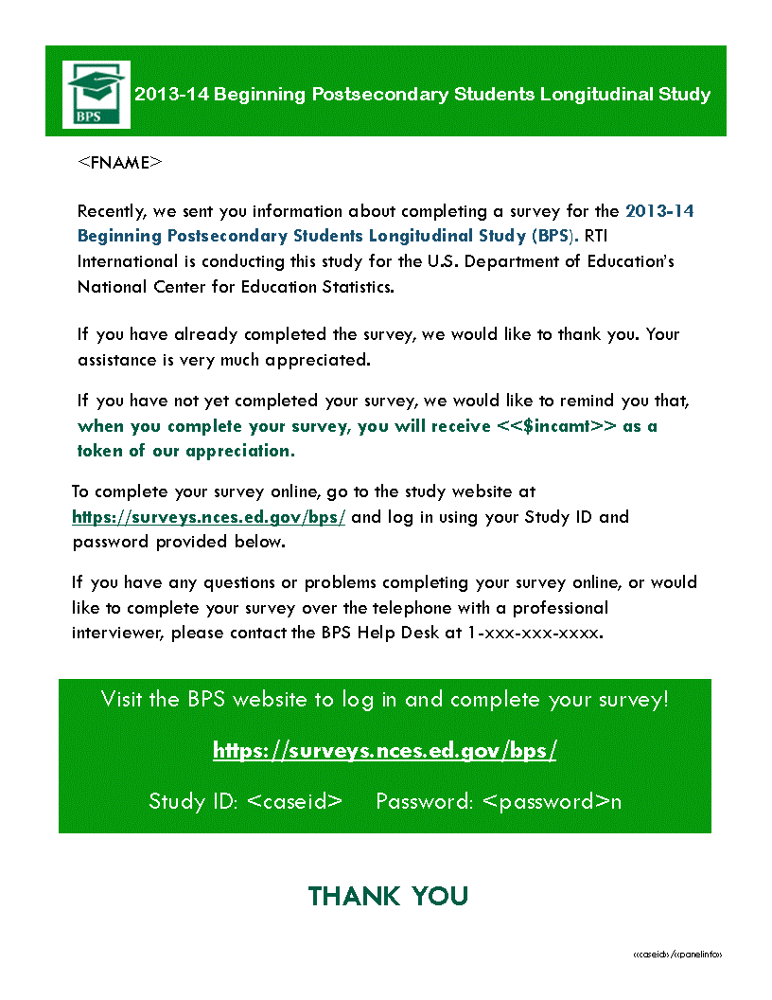 BPS
2013-14 Beginning Postsecondary Students Longitudinal Study
<FNAME>
Recently, we sent you information about completing a survey for the 2013-14
Beginning Postsecondary Students Longitudinal Study (BPS). RTI
International is conducting this study for the U.S. Department of Education’s
National Center for Education Statistics.
If you have already completed the survey, we would like to thank you. Your
assistance is very much appreciated.
If you have not yet completed your survey, we would like to remind you that,
when you complete your survey, you will receive <<$incamt>> as a
token of our appreciation.
To complete your survey online, go to the study website at
https://surveys.nces.ed.gov/bps/ and log in using your Study ID and
password provided below.
If you have any questions or problems completing your survey online, or would
like to complete your survey over the telephone with a professional
interviewer, please contact the BPS Help Desk at 1-xxx-xxx-xxxx.
Visit the BPS website to log in and complete your survey!
https://surveys.nces.ed.gov/bps/
Study ID: <caseid> Password: <password>n
THANK YOU
«caseid» /«panelinfo»